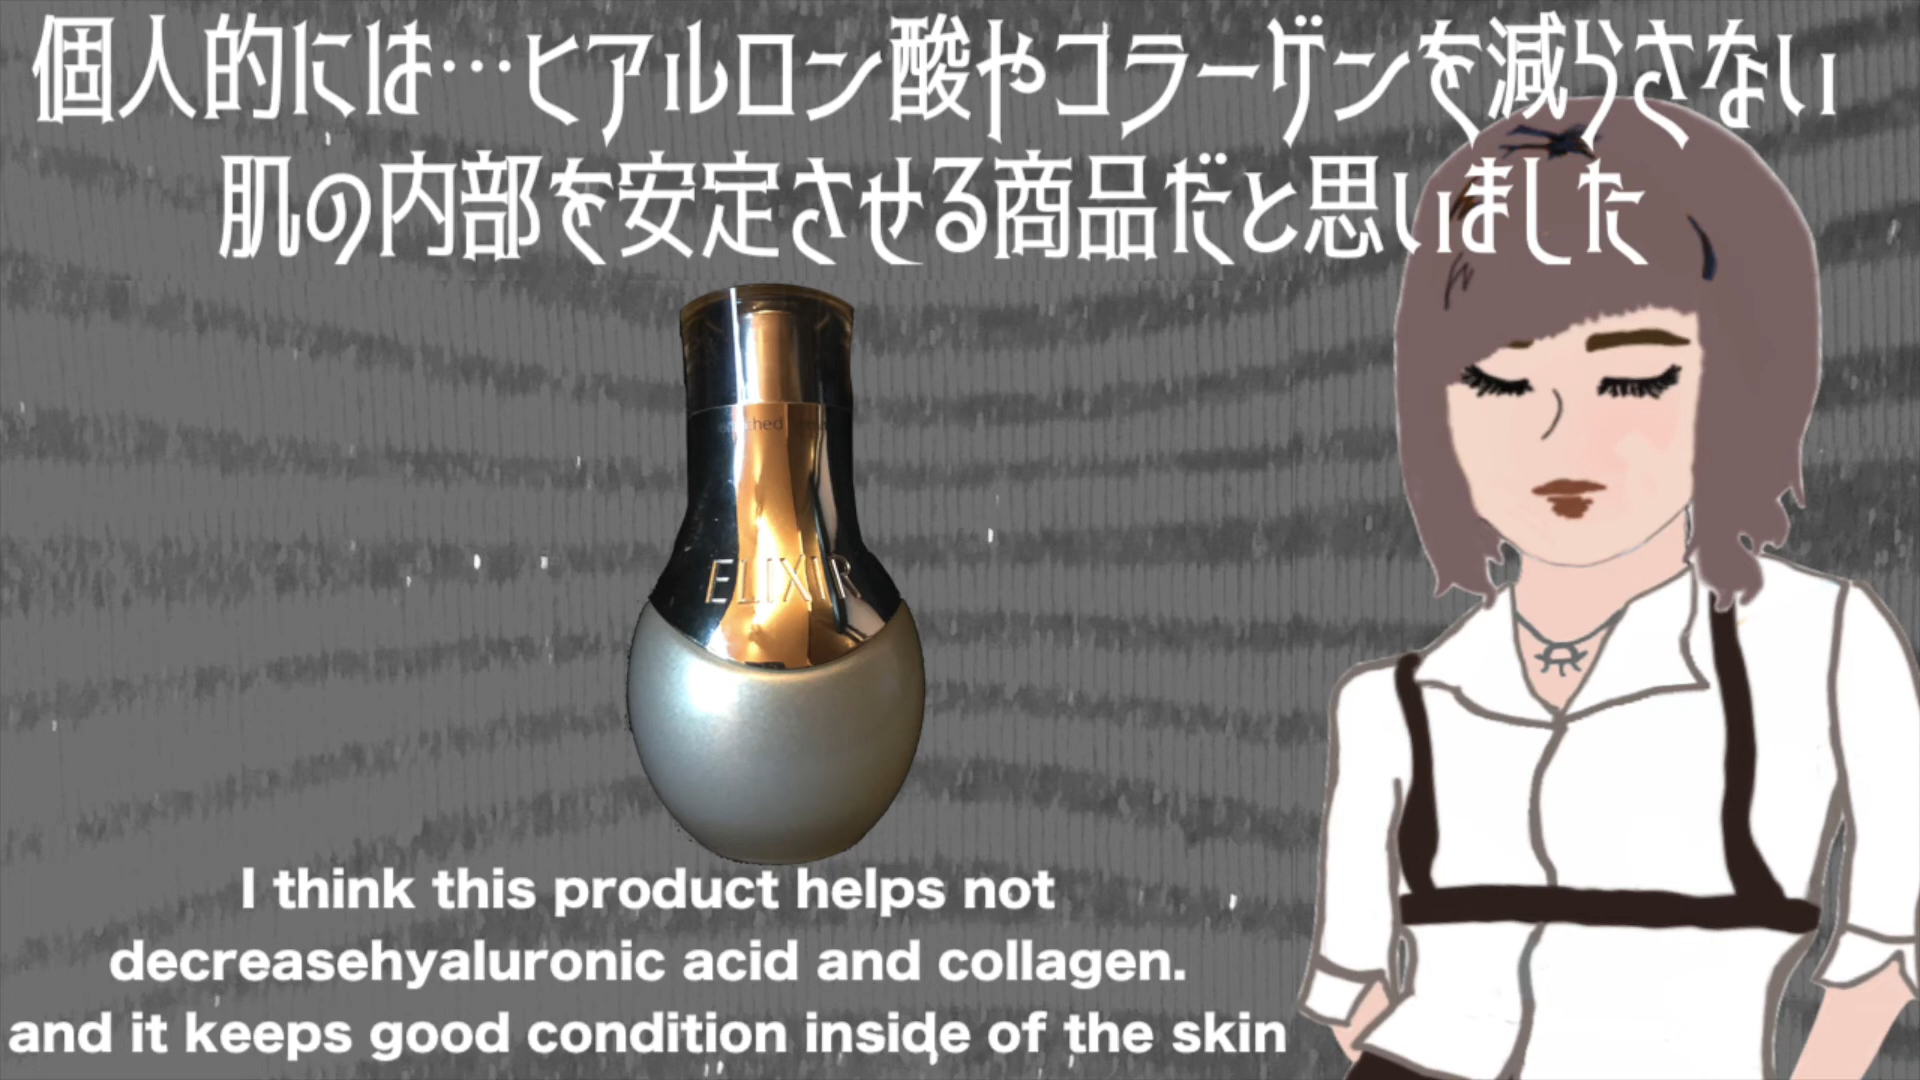 個人的には…ヒアルロン酸やコラーゲンを減らさない
肌の内部を安定させる商品だと思いました
ELIXIR
I think this product helps not
decreasehyaluronic acid and collagen.
and it keeps good condition inside of the skin